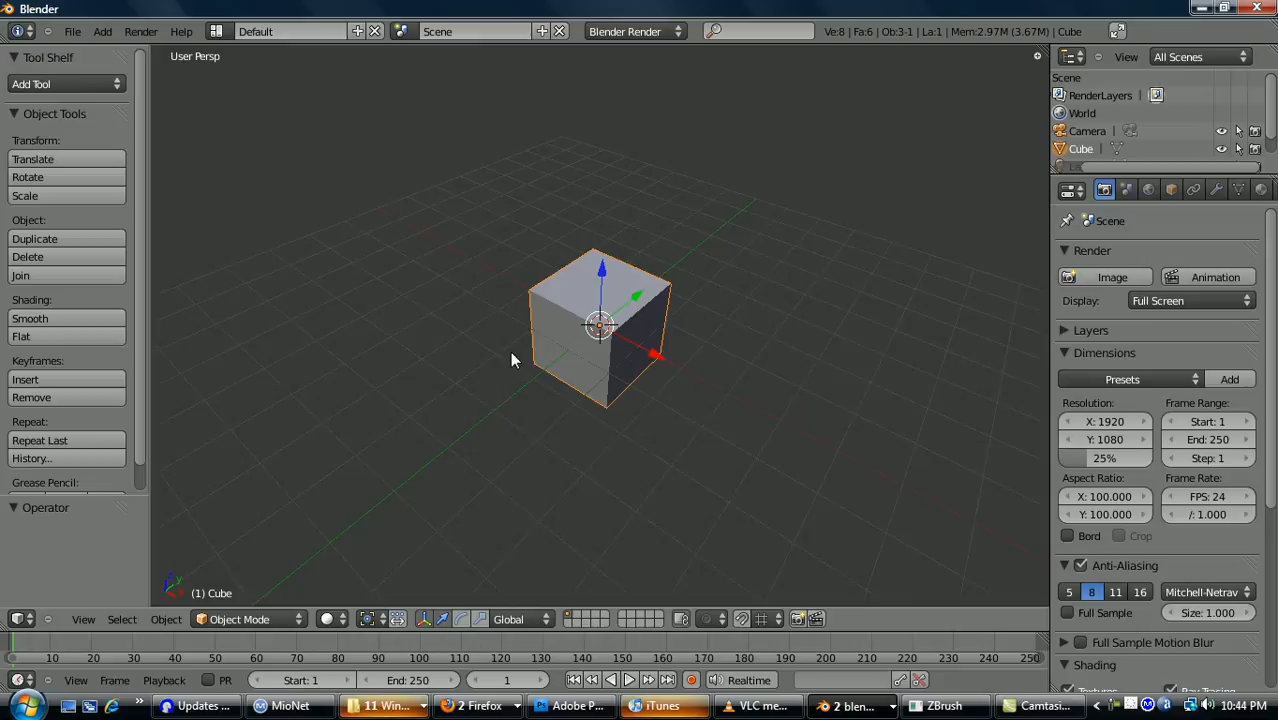 Blender
File Add Render Help Default Scene Blender Render Ve:8 | Fa:6 | Ob:3-1 | La:1 | Mem:2.97M (3.67M) | Cube
Tool Shelf
Add Tool
Object Tools
Transform:
Translate
Rotate
Scale
Object:
Duplicate
Delete
Join
Shading:
Smooth
Flat
Keyframes:
Insert
Remove
Repeat:
Repeat Last
History...
Grease Pencil:
Operator
User Persp
(1) Cube
View All Scenes
Scene
RenderLayers |
World
Camera |
Cube |
Scene
Render
Image Animation
Display: Full Screen
Layers
Dimensions
Presets Add
Resolution: Frame Range:
X: 1920 Start: 1
Y: 1080 End: 250
25% Step: 1
Aspect Ratio: Frame Rate:
X: 100.000 FPS: 24
Y: 100.000 /: 1.000
Bord Crop
Anti-Aliasing
5 8 11 16 Mitchell-Netrav
Full Sample Size: 1.000
Full Sample Motion Blur
Shading
View Select Object Object Mode Global
10 20 30 40 50 60 70 80 90 100 110 120 130 140 150 160 170 180 190 200 210 220 230 240 250
View Frame Playback PR Start: 1 End: 250 1 Realtime
Updates ... MioNet 11 Win... 2 Firefox Adobe P... iTunes VLC me... 2 blen... ZBrush Camtasi... 10:44 PM